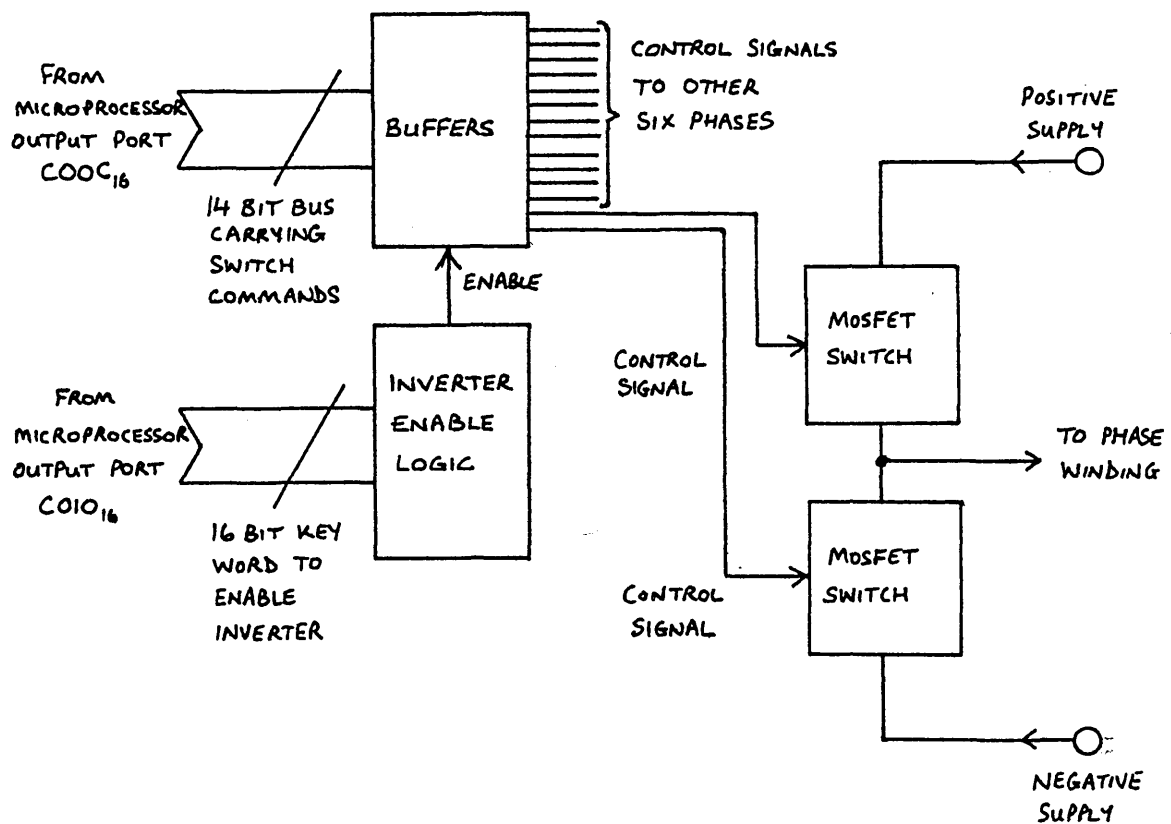 FROM
MICROPROCESSOR
OUTPUT PORT
C00C16
14 BIT BUS
CARRYING
SWITCH
COMMANDS
BUFFERS
CONTROL SIGNALS
TO OTHER
SIX PHASES
POSITIVE
SUPPLY
ENABLE
FROM
MICROPROCESSOR
OUTPUT PORT
C01016
16 BIT KEY
WORD TO
ENABLE
INVERTER
INVERTER
ENABLE
LOGIC
CONTROL
SIGNAL
MOSFET
SWITCH
TO PHASE
WINDING
CONTROL
SIGNAL
MOSFET
SWITCH
NEGATIVE
SUPPLY